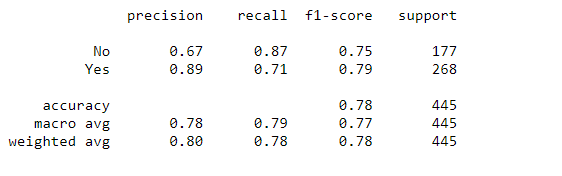 precision recall f1-score support
No 0.67 0.87 0.75 177
Yes 0.89 0.71 0.79 268
accuracy 0.78 445
macro avg 0.78 0.79 0.77 445
weighted avg 0.80 0.78 0.78 445